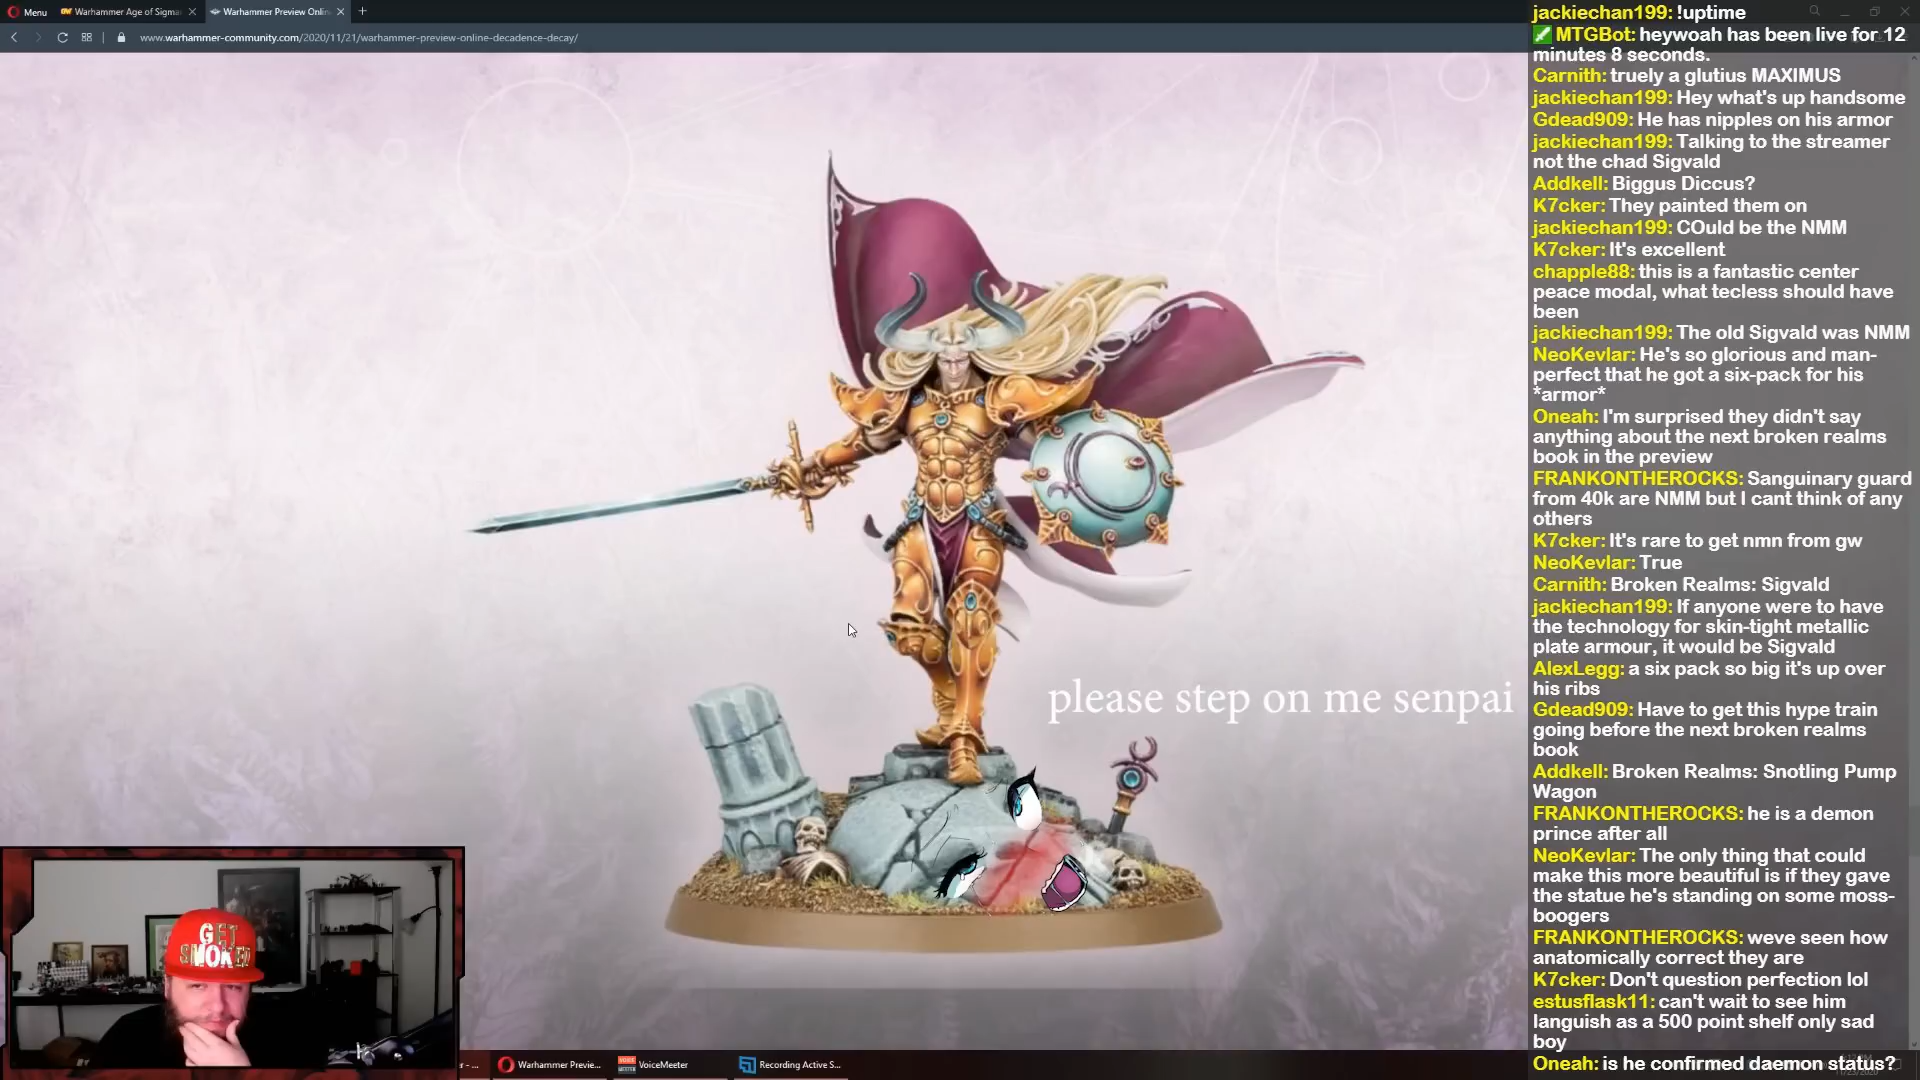 Menu
Warhammer Age of Sigma
Warhammer Preview Onlin
www.warhammer-community.com/2020/11/21/warhammer-preview-online-decadence-decay/
please step on me senpai
GET
SMOKED
Warhammer Previe...
VoiceMeeter
Recording Active S...
jackiechan199: !uptime
MTGBot: heywoah has been live for 12
minutes 8 seconds.
Carnith: truely a glutius MAXIMUS
jackiechan199: Hey what's up handsome
Gdead909: He has nipples on his armor
jackiechan199: Talking to the streamer
not the chad Sigvald
Addkell: Biggus Diccus?
K7cker: They painted them on
jackiechan199: COuld be the NMM
K7cker: It's excellent
chapple88: this is a fantastic center
peace modal, what tecless should have
been
jackiechan199: The old Sigvald was NMM
NeoKevlar: He's so glorious and man-
perfect that he got a six-pack for his
*armor*
Oneah: I'm surprised they didn't say
anything about the next broken realms
book in the preview
FRANKONTHEROCKS: Sanguinary guard
from 40k are NMM but I cant think of any
others
K7cker: It's rare to get nmn from gw
NeoKevlar: True
Carnith: Broken Realms: Sigvald
jackiechan199: If anyone were to have
the technology for skin-tight metallic
plate armour, it would be Sigvald
AlexLegg: a six pack so big it's up over
his ribs
Gdead909: Have to get this hype train
going before the next broken realms
book
Addkell: Broken Realms: Snotling Pump
Wagon
FRANKONTHEROCKS: he is a demon
prince after all
NeoKevlar: The only thing that could
make this more beautiful is if they gave
the statue he's standing on some moss-
boogers
FRANKONTHEROCKS: weve seen how
anatomically correct they are
K7cker: Don't question perfection lol
estusflask11: can't wait to see him
languish as a 500 point shelf only sad
boy
Oneah: is he confirmed daemon status?